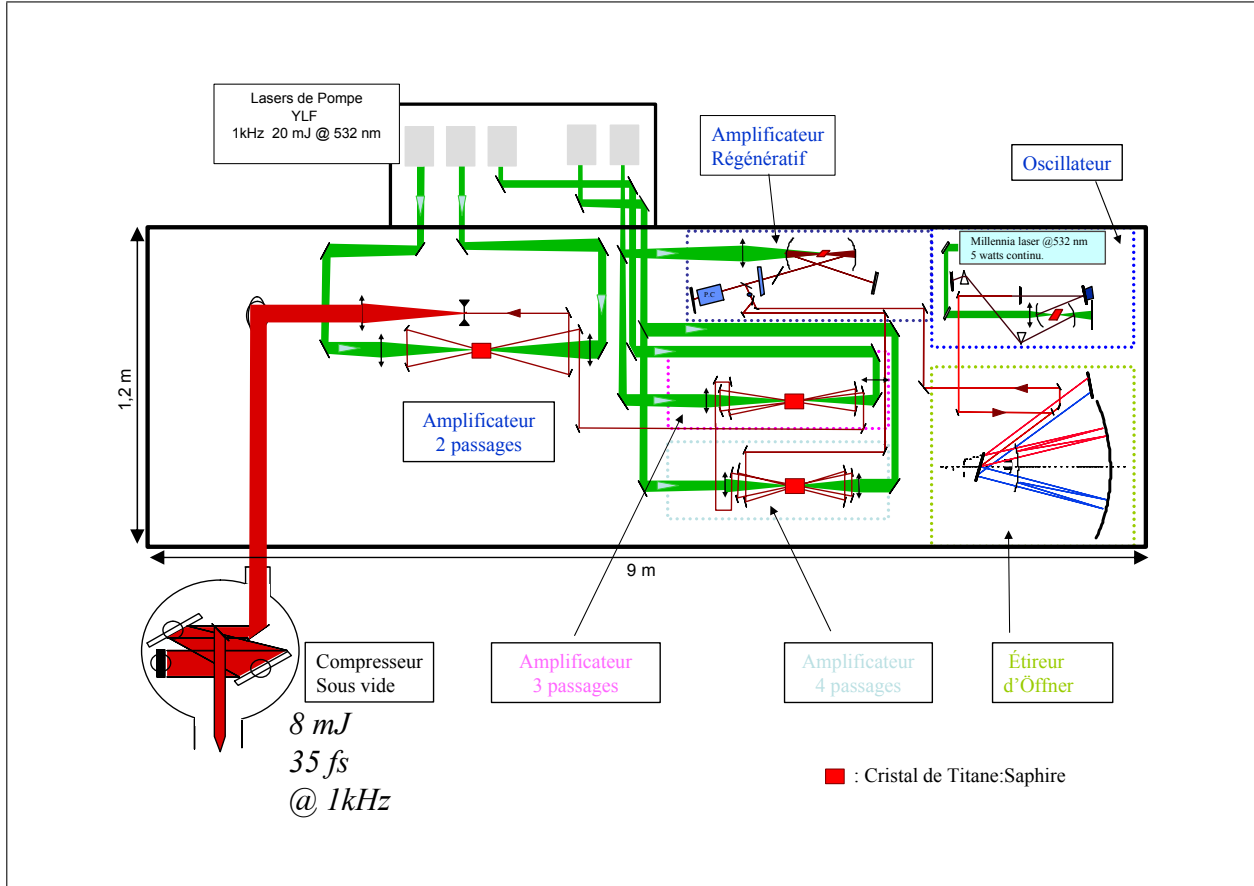 Lasers de Pompe
YLF
1kHz  20 mJ @ 532 nm
Amplificateur
Régénératif
Oscillateur
Millennia laser @532 nm
5 watts continu.
P.C
1,2 m
Amplificateur
2 passages
9 m
Compresseur
Sous vide
8 mJ
35 fs
@ 1kHz
Amplificateur
3 passages
Amplificateur
4 passages
Étireur
d'Öffner
: Cristal de Titane:Saphire